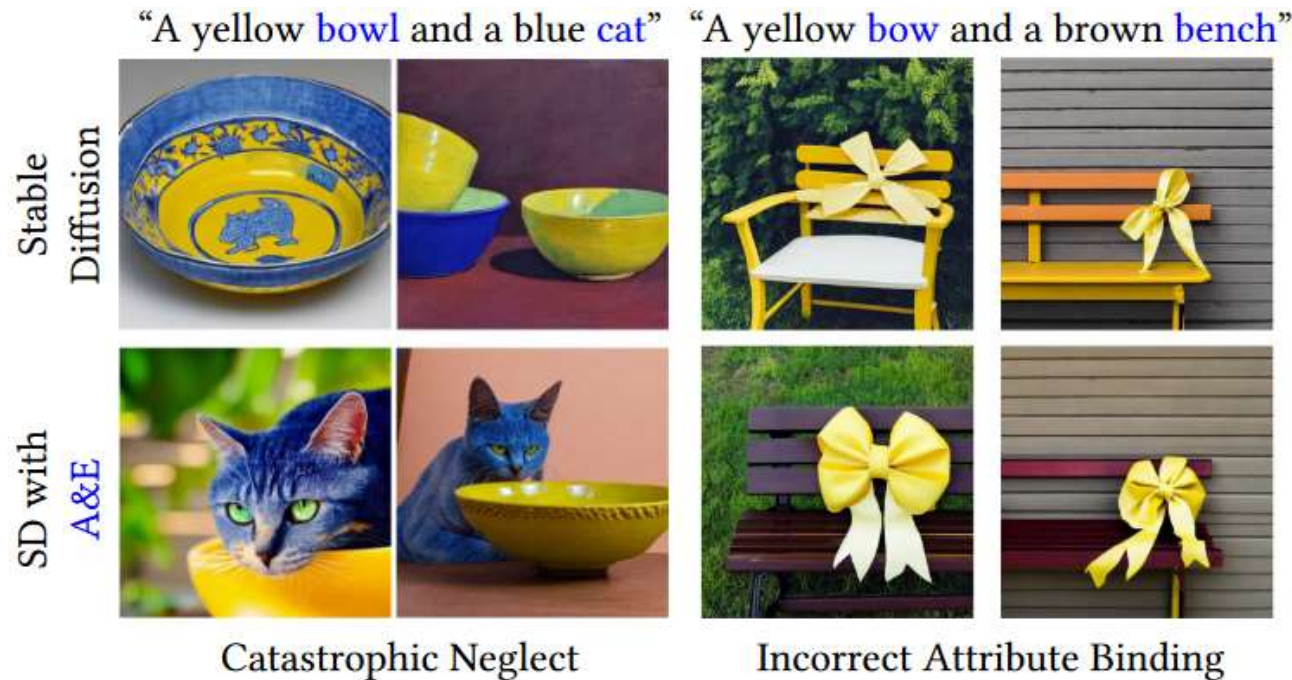 “A yellow bowl and a blue cat”
“A yellow bow and a brown bench”
Stable
Diffusion
SD with
A&E
Catastrophic Neglect
Incorrect Attribute Binding